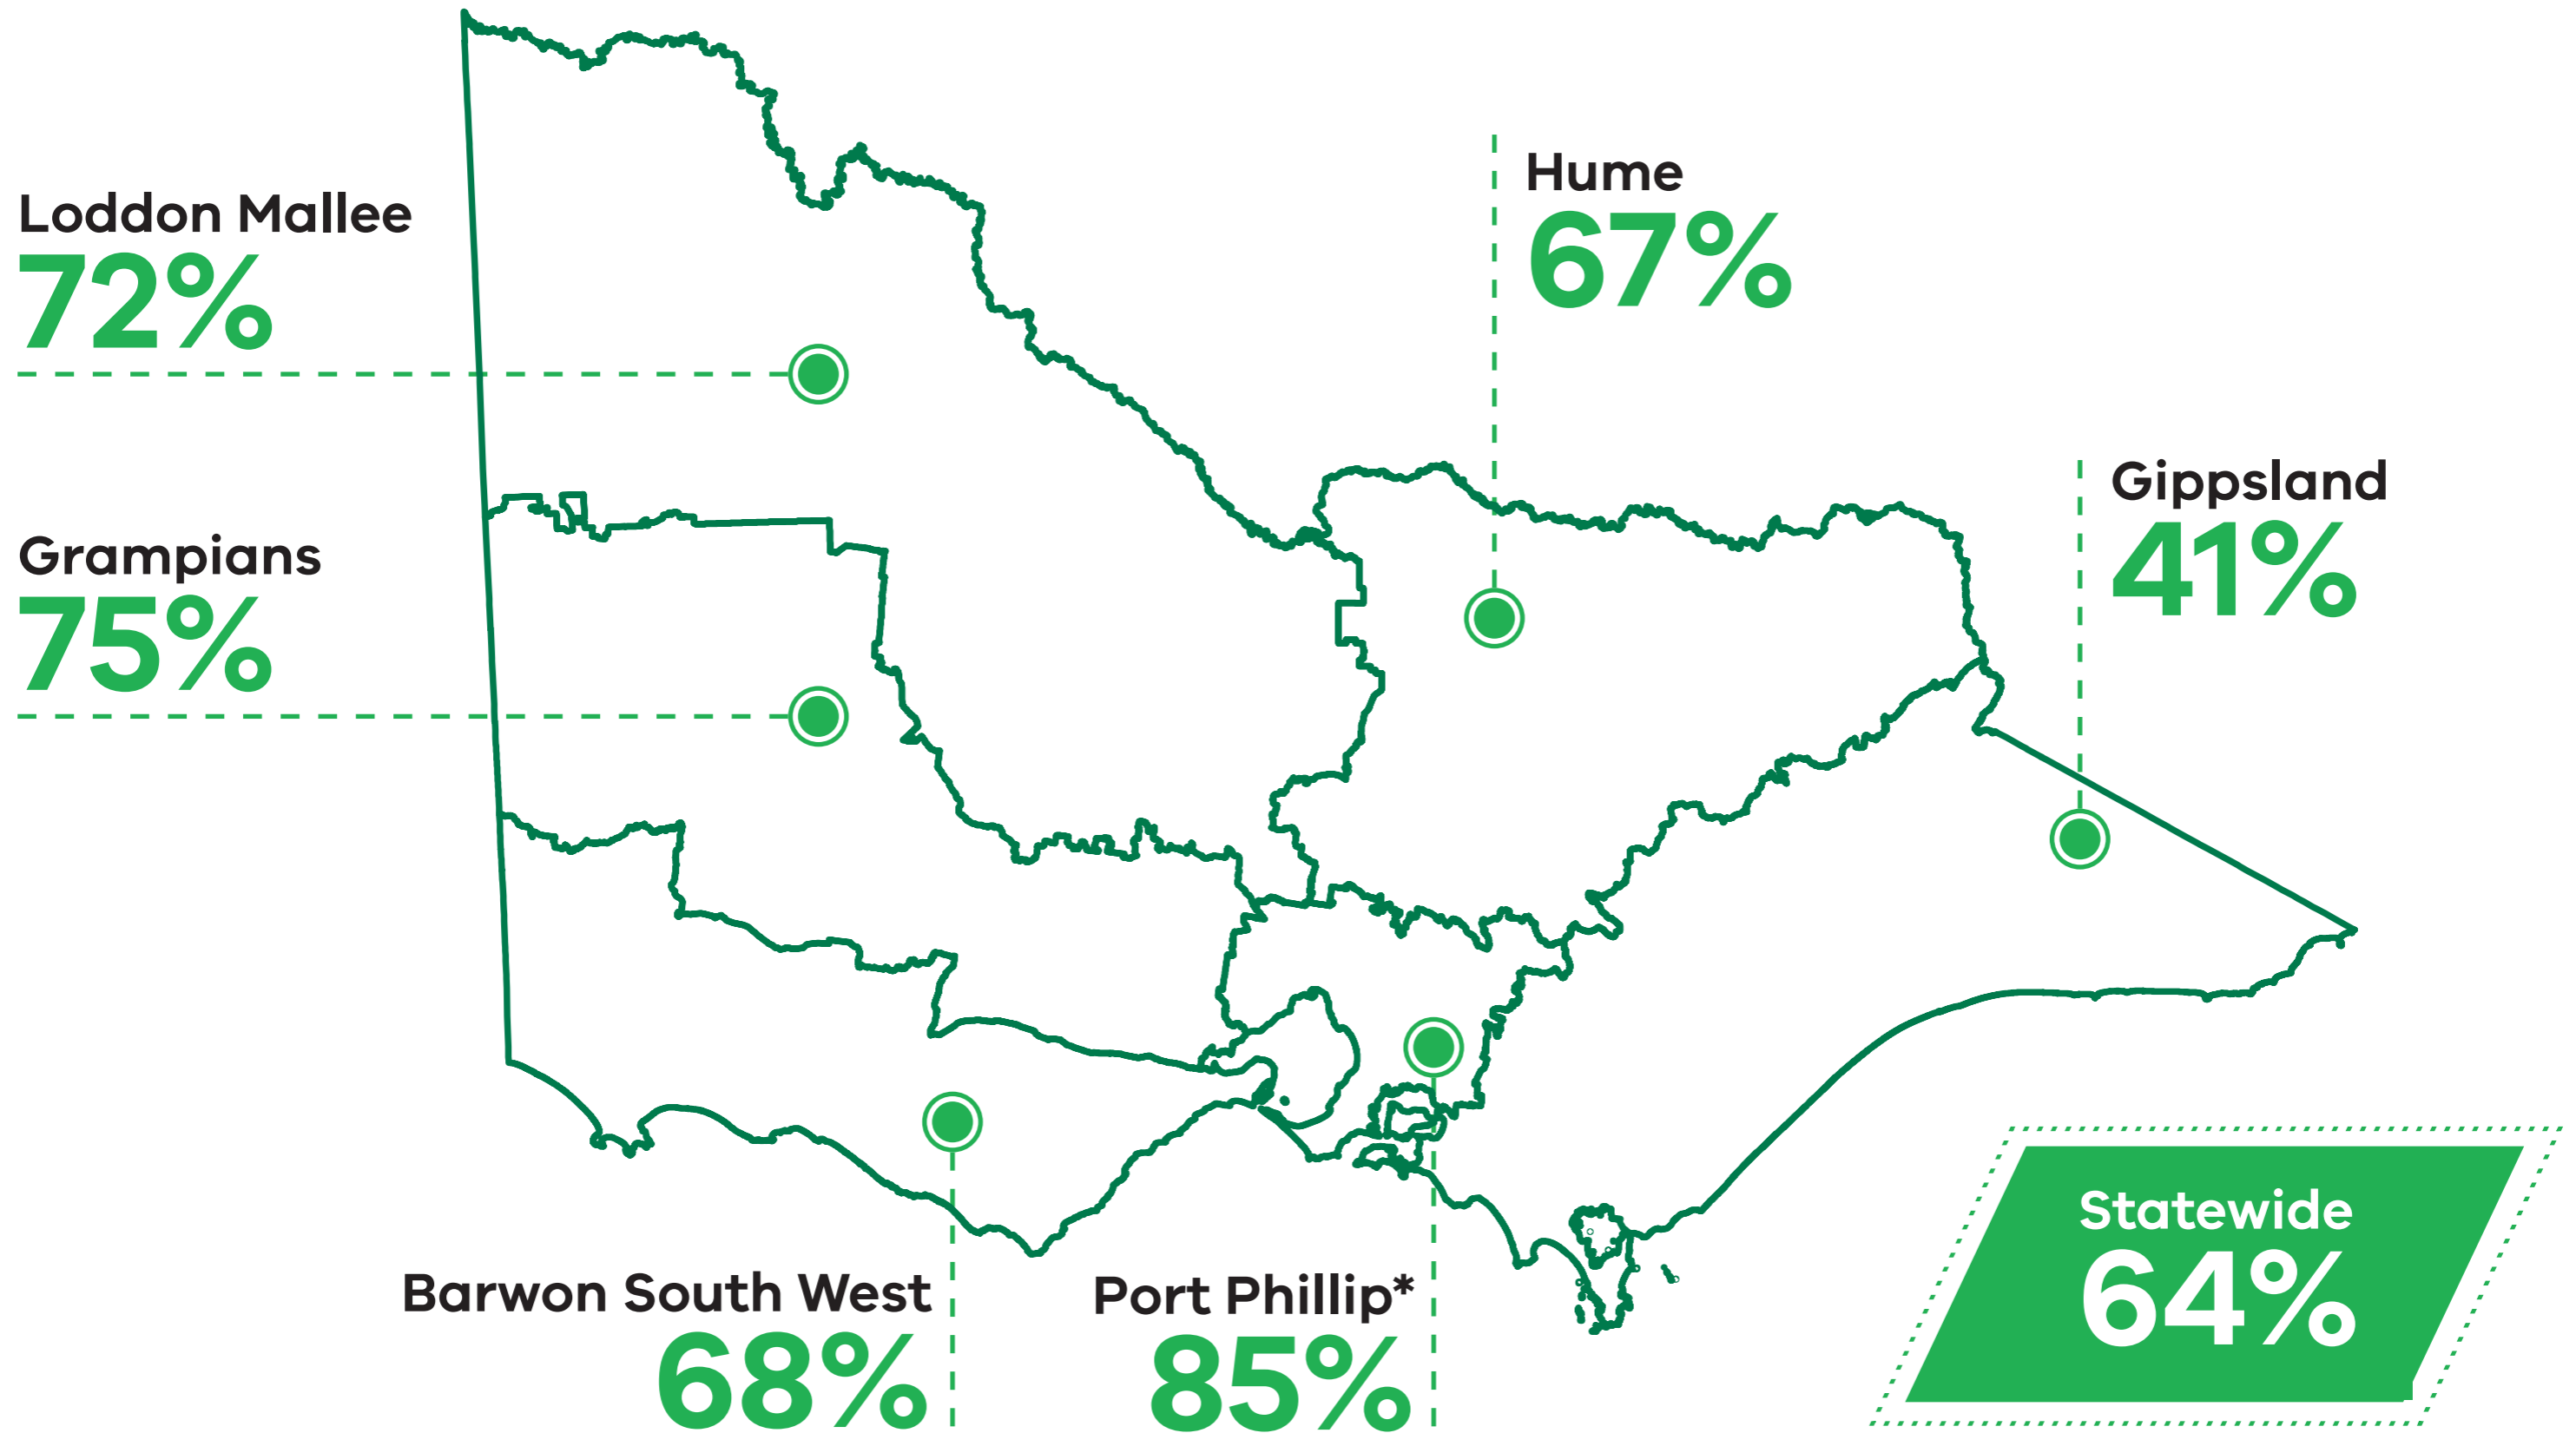 Loddon Mallee
72%
Grampians
75%
Hume
67%
Gippsland
41%
Barwon South West
68%
Port Phillip*
85%
Statewide
64%